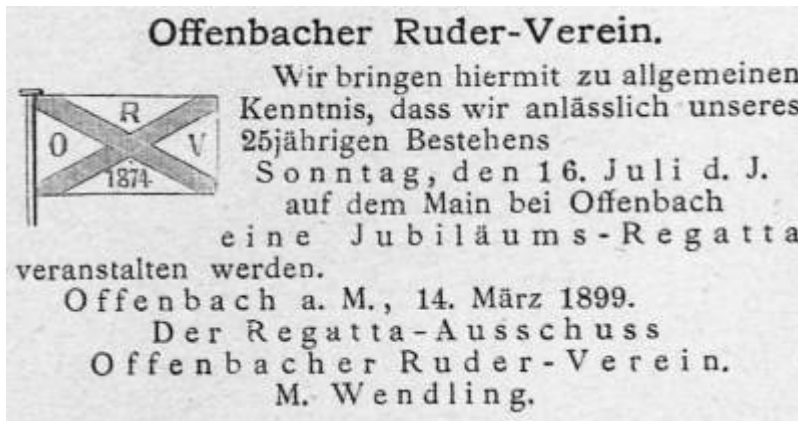 Offenbacher Ruder-Verein.
Wir bringen hiermit zu allgemeinen
Kenntnis, dass wir anlässlich unseres
25jährigen Bestehens
Sonntag, den 16. Juli d. J.
auf dem Main bei Offenbach
eine Jubiläums-Regatta
veranstalten werden.
Offenbach a. M., 14. März 1899.
Der Regatta-Ausschuss
Offenbacher Ruder-Verein.
M. Wendling.
R
O V
1874